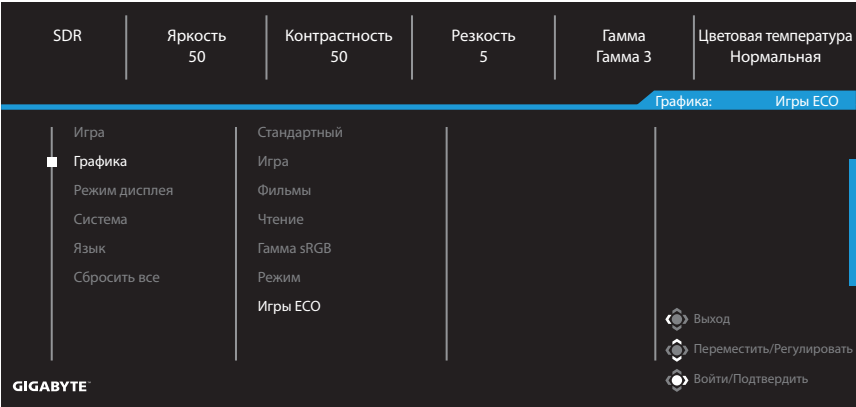 SDR Яркость Контрастность Резкость Гамма Цветовая температура
50 50 5 Гамма 3 Нормальная
Графика: Игры ECO
Игра Стандартный
Графика Игра
Режим дисплея Фильмы
Система Чтение
Язык Гамма sRGB
Сбросить все Режим
Игры ECO
Выход
Переместить/Регулировать
Войти/Подтвердить
GIGABYTE™